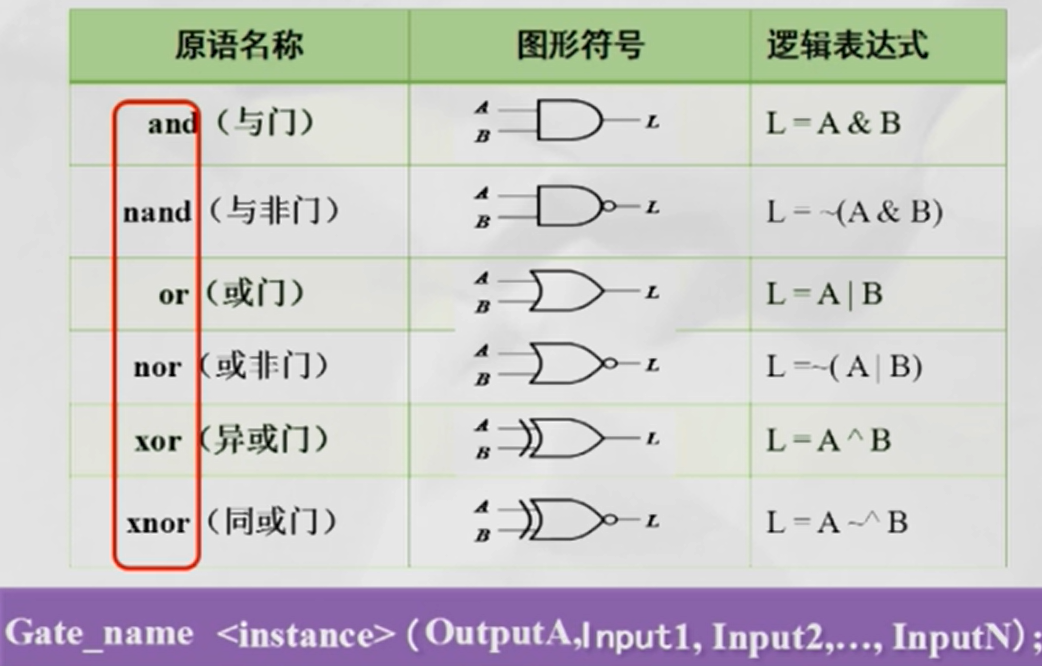 原语名称 图形符号 逻辑表达式
and (与门) A B L L = A & B
nand (与非门) A B L L = ~(A & B)
or (或门) A B L L = A | B
nor (或非门) A B L L =~( A | B)
xor (异或门) A B L L = A ^ B
xnor (同或门) A B L L = A ~^ B
Gate_name <instance> (OutputA,Input1, Input2,..., InputN);